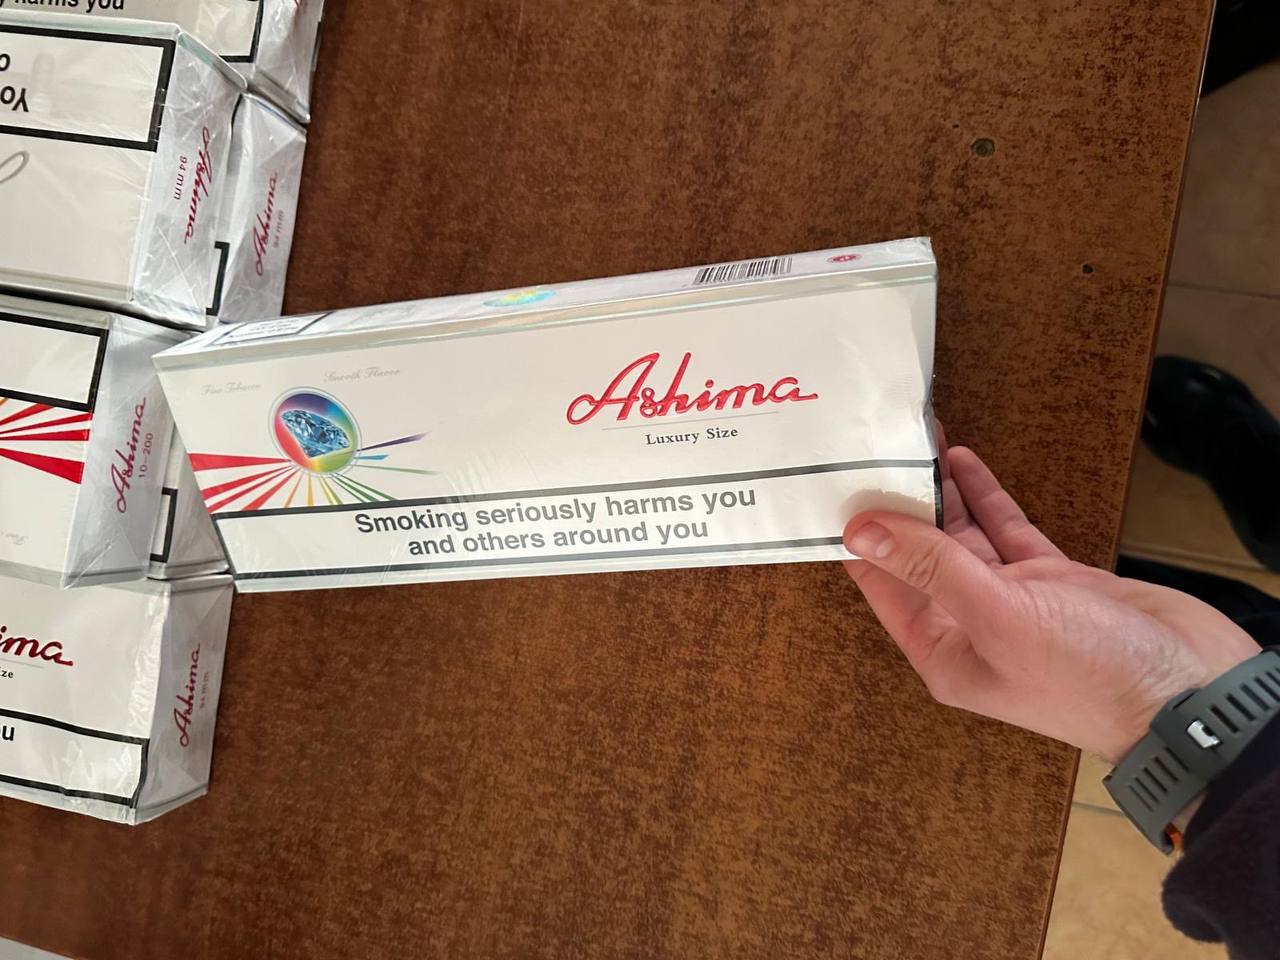 harms you
Yo
Ashima
94 mm
Ashima
94 mm
Ashima
10-200
ima
ze
u
Ashima
94 mm
Fine Tobacco
Smooth Flavor
Ashima
Luxury Size
Smoking seriously harms you
and others around you